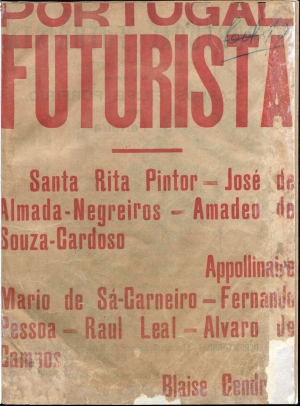 PORTUGAL
FUTURISTA
Santa Rita Pintor — José de
Almada-Negreiros — Amadeo de
Souza-Cardoso
Appollinaire
Mario de Sá-Carneiro — Fernando
Pessoa — Raul Leal — Alvaro de
Campos
Blaise Cendr